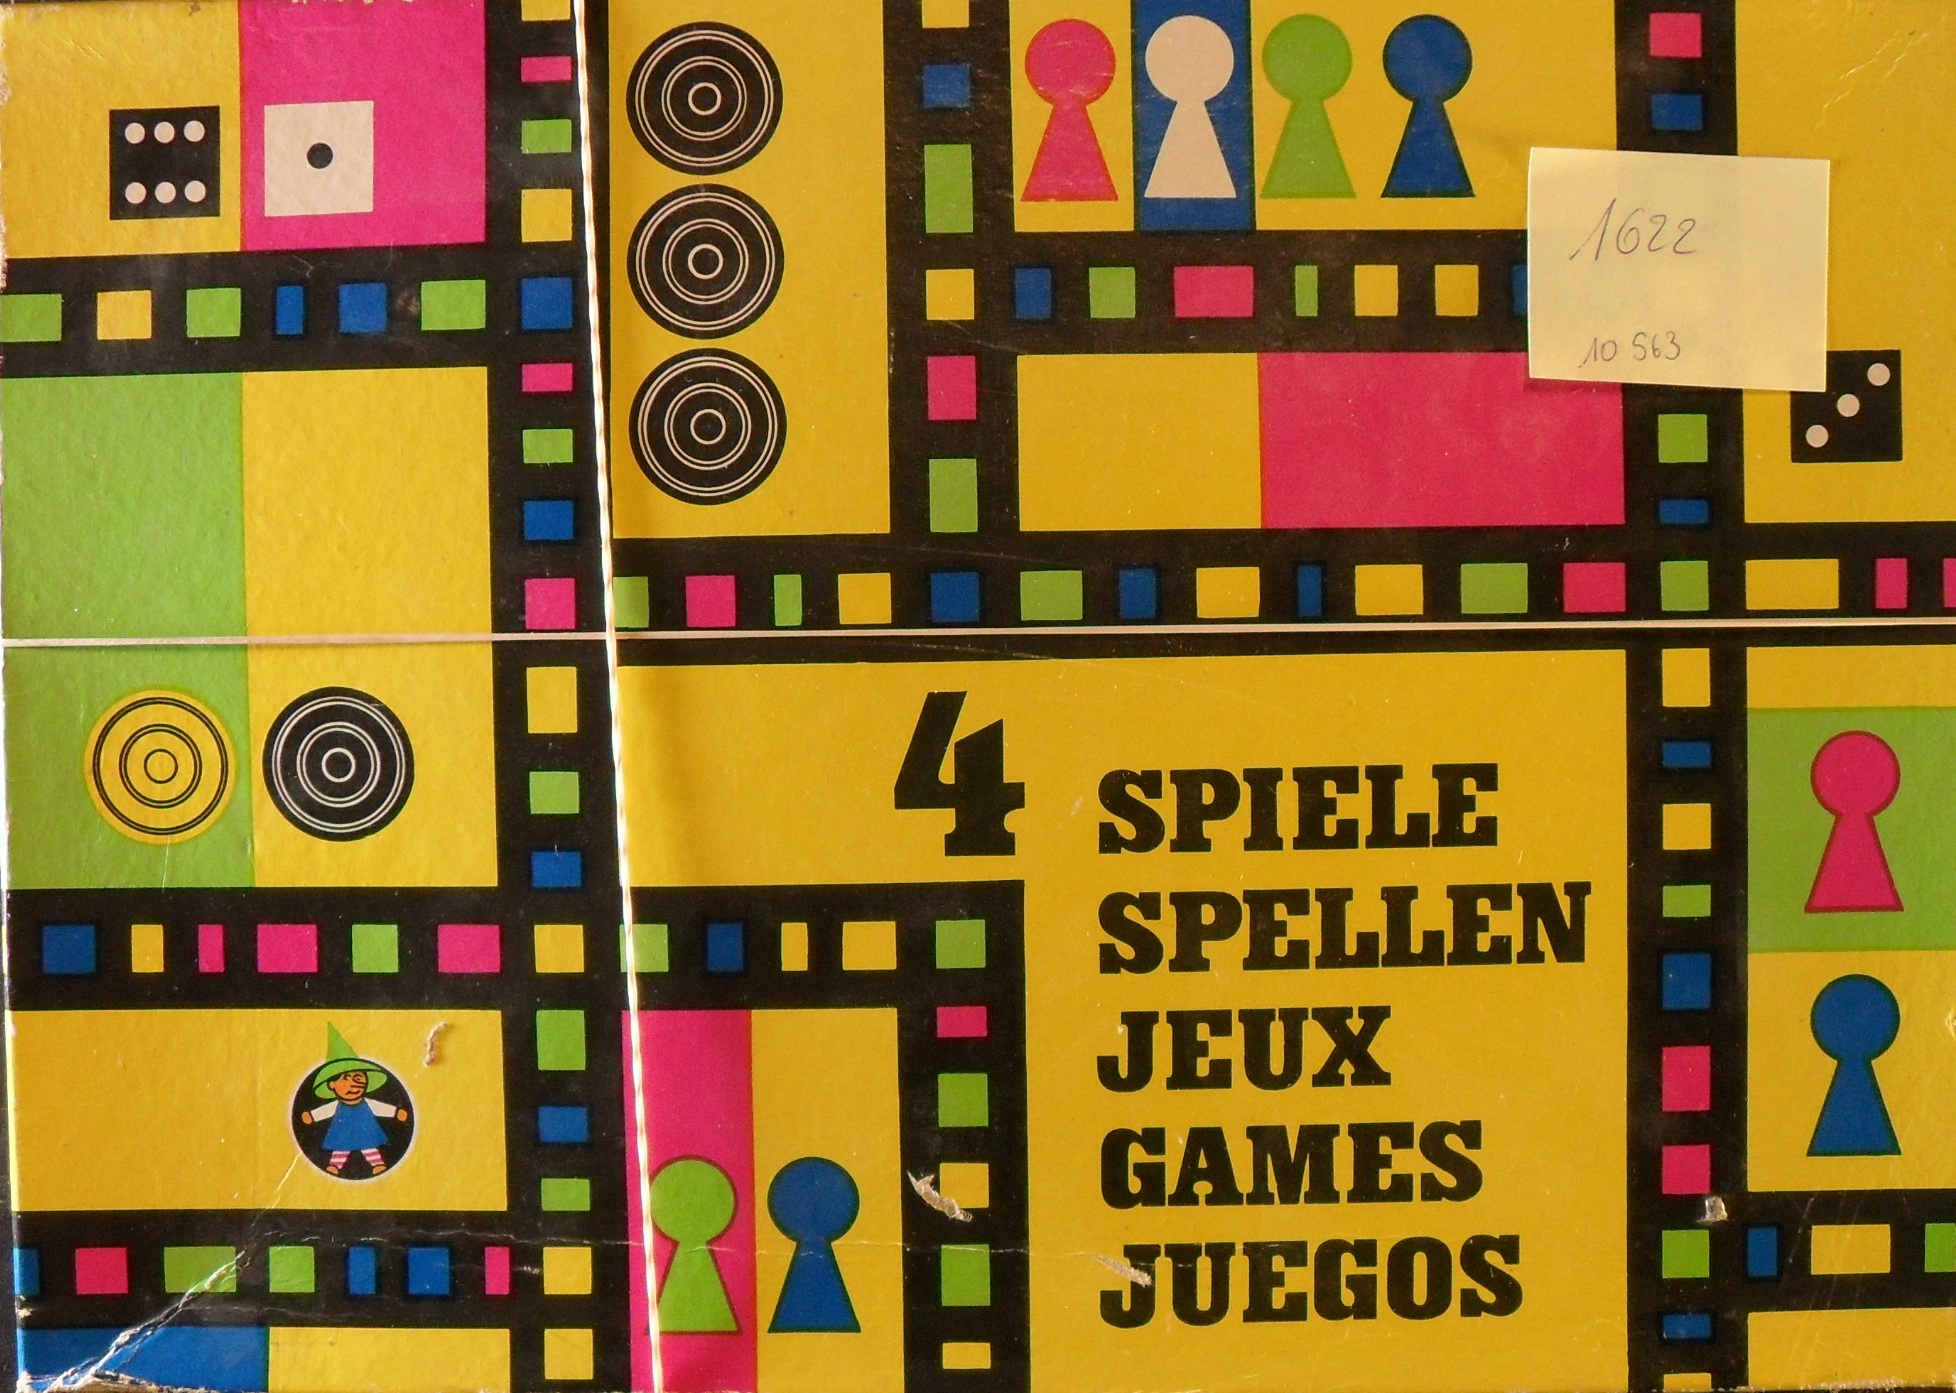 1622
10 563
4 SPIELE
SPELLEN
JEUX
GAMES
JUEGOS